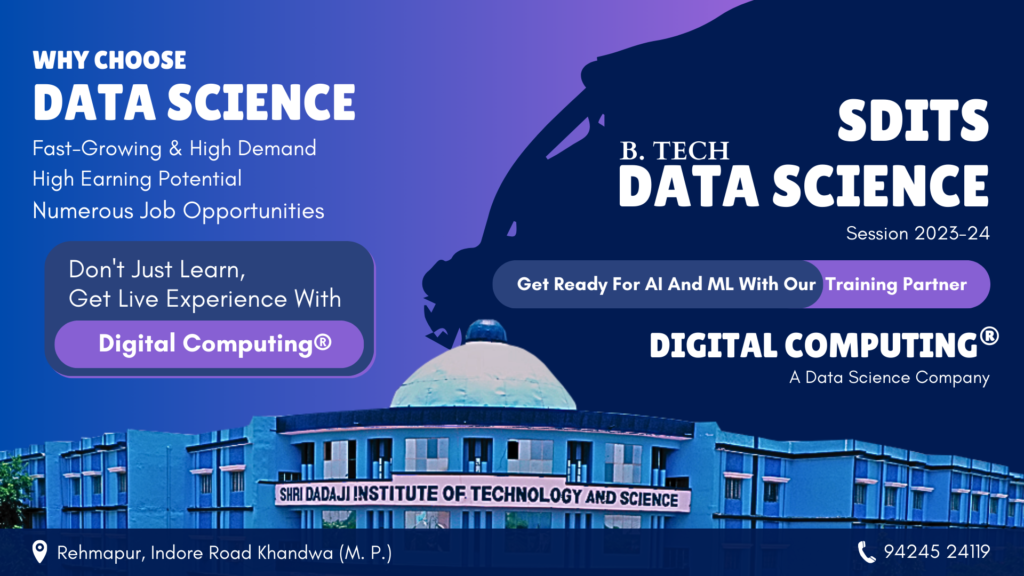 WHY CHOOSE
DATA SCIENCE
Fast-Growing & High Demand
High Earning Potential
Numerous Job Opportunities
Don't Just Learn,
Get Live Experience With
Digital Computing®
SDITS
B. TECH
DATA SCIENCE
Session 2023-24
Get Ready For AI And ML With Our Training Partner
DIGITAL COMPUTING®
A Data Science Company
SHRI DADAJI INSTITUTE OF TECHNOLOGY AND SCIENCE
Rehmapur, Indore Road Khandwa (M. P.)
94245 24119